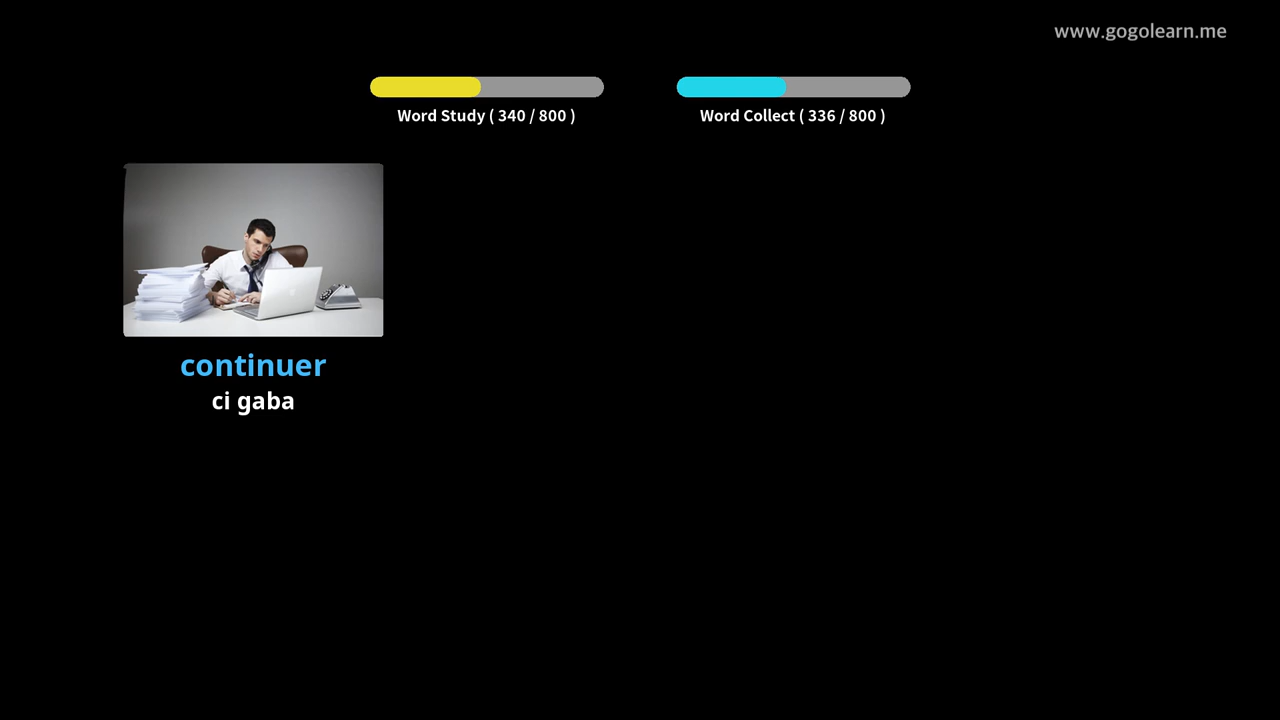 www.gogolearn.me
Word Study ( 340 / 800 )
Word Collect ( 336 / 800 )
continuer
ci gaba